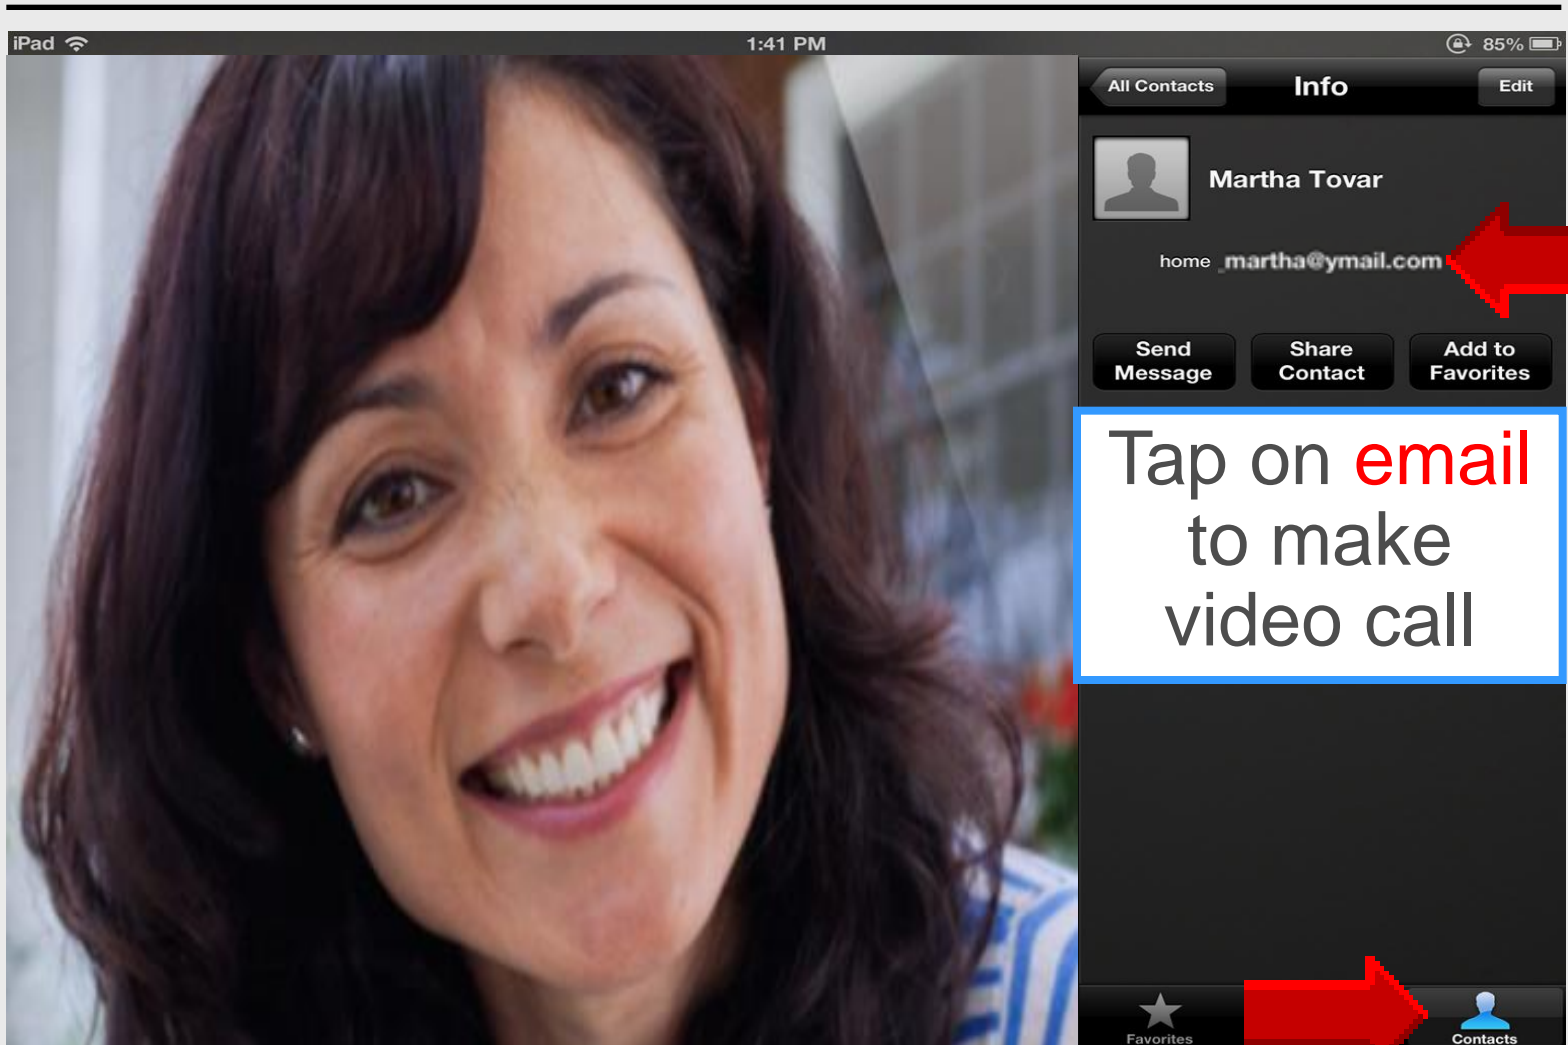 iPad 1:41 PM 85%
All Contacts Info Edit
Martha Tovar
home _martha@ymail.com
Send Message
Share Contact
Add to Favorites
Tap on email
to make
video call
Favorites
Contacts